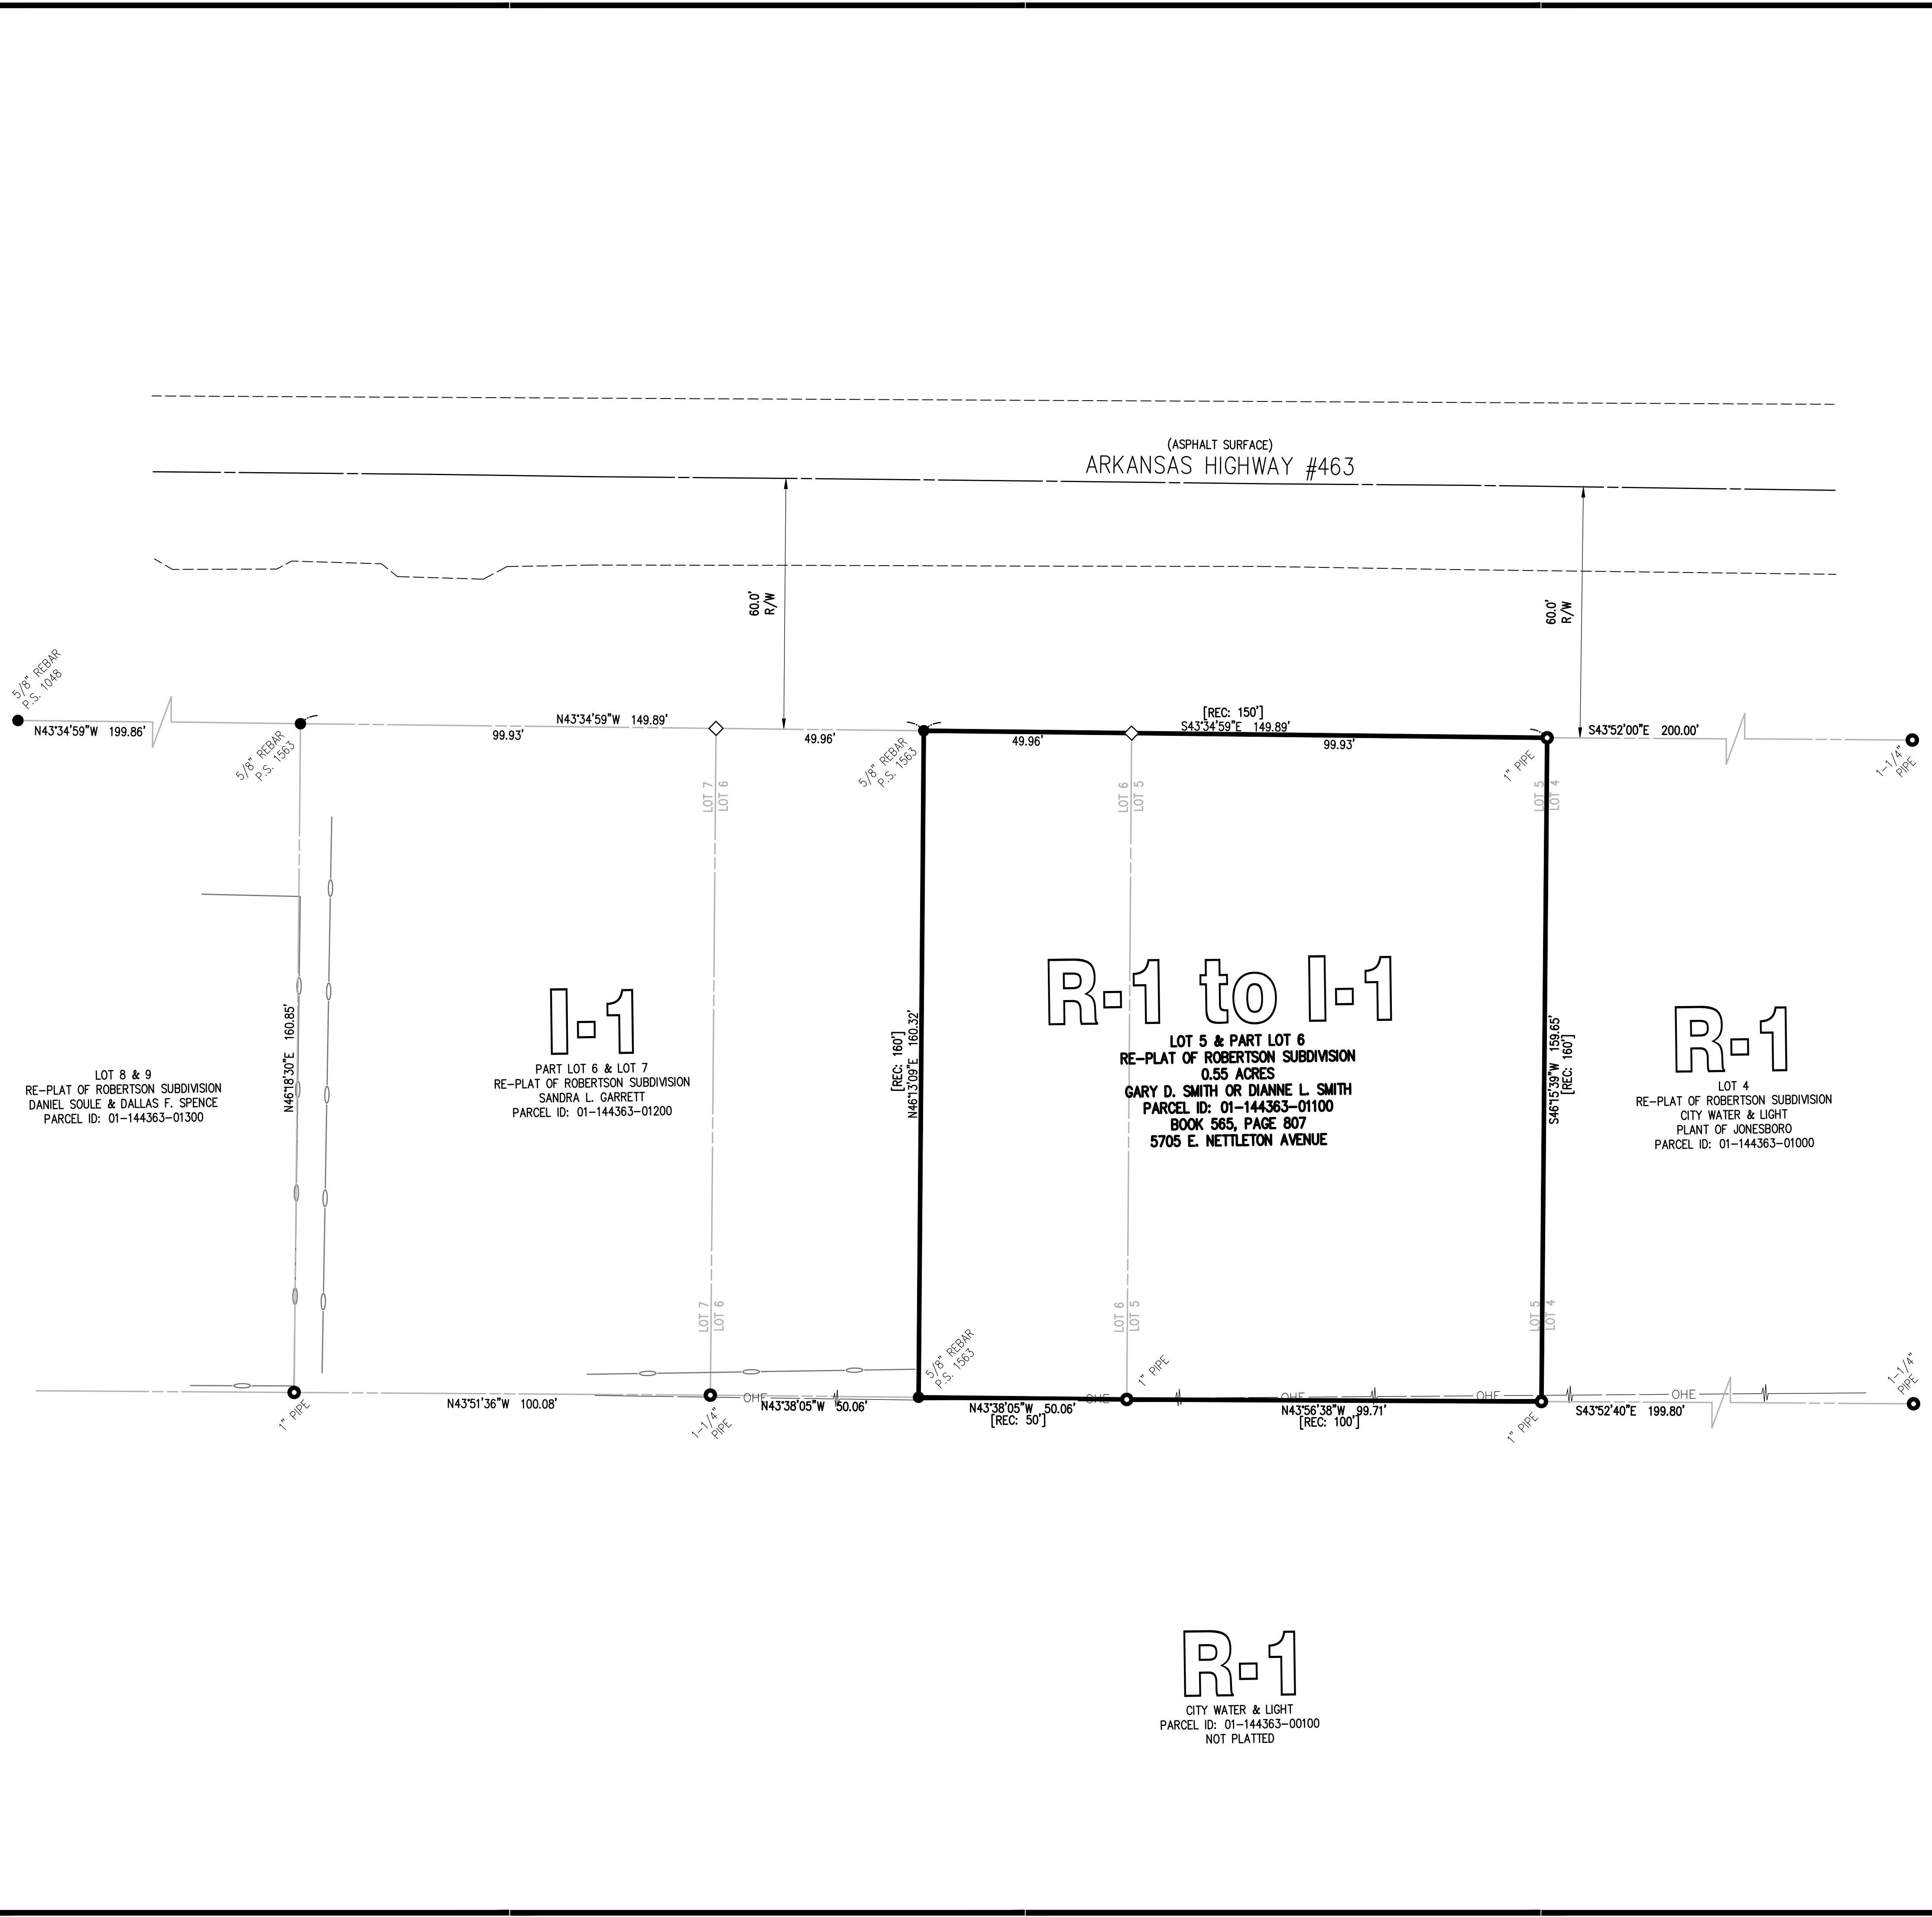 (ASPHALT SURFACE)
ARKANSAS HIGHWAY #463
60.0'
R/W
60.0'
R/W
5/8" REBAR
P.S. 1048
N43°34'59"W 199.86'
5/8" REBAR
P.S. 1563
N43°34'59"W 149.89'
99.93'
49.96'
5/8" REBAR
P.S. 1563
[REC: 150']
S43°34'59"E 149.89'
49.96'
99.93'
1" PIPE
S43°52'00"E 200.00'
1-1/4"
PIPE
LOT 7
LOT 6
LOT 6
LOT 5
LOT 5
LOT 4
LOT 8 & 9
RE-PLAT OF ROBERTSON SUBDIVISION
DANIEL SOULE & DALLAS F. SPENCE
PARCEL ID: 01-144363-01300
N46°18'30"E 160.85'
I-1
PART LOT 6 & LOT 7
RE-PLAT OF ROBERTSON SUBDIVISION
SANDRA L. GARRETT
PARCEL ID: 01-144363-01200
[REC: 160']
N46°13'09"E 160.32'
R-1 to I-1
LOT 5 & PART LOT 6
RE-PLAT OF ROBERTSON SUBDIVISION
0.55 ACRES
GARY D. SMITH OR DIANNE L. SMITH
PARCEL ID: 01-144363-01100
BOOK 565, PAGE 807
5705 E. NETTLETON AVENUE
S46°15'39"W 159.65'
[REC: 160']
R-1
LOT 4
RE-PLAT OF ROBERTSON SUBDIVISION
CITY WATER & LIGHT
PLANT OF JONESBORO
PARCEL ID: 01-144363-01000
LOT 7
LOT 6
LOT 6
LOT 5
LOT 5
LOT 4
5/8" REBAR
P.S. 1563
1" PIPE
1" PIPE
N43°51'36"W 100.08'
1-1/4"
PIPE
OHE
N43°38'05"W 50.06'
OHE
N43°38'05"W 50.06'
[REC: 50']
OHE
N43°56'38"W 99.71'
[REC: 100']
OHE
1" PIPE
OHE
S43°52'40"E 199.80'
1-1/4"
PIPE
R-1
CITY WATER & LIGHT
PARCEL ID: 01-144363-00100
NOT PLATTED